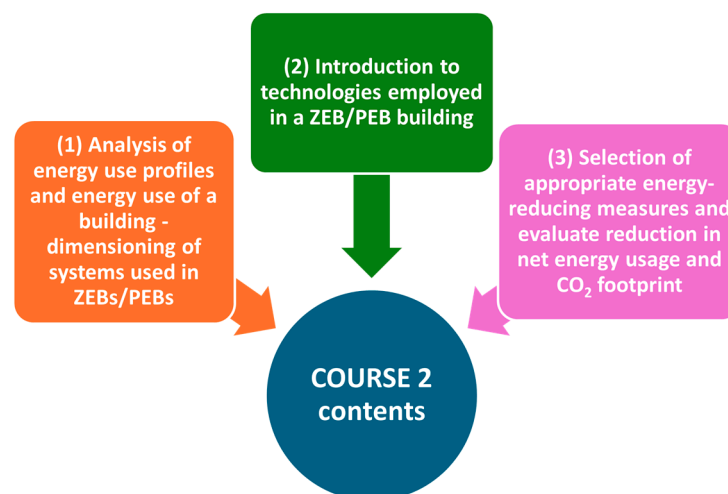 (1) Analysis of
energy use profiles
and energy use of a
building -
dimensioning of
systems used in
ZEBs/PEBs
(2) Introduction to
technologies employed
in a ZEB/PEB building
(3) Selection of
appropriate energy-
reducing measures and
evaluate reduction in
net energy usage and
CO₂ footprint
COURSE 2
contents